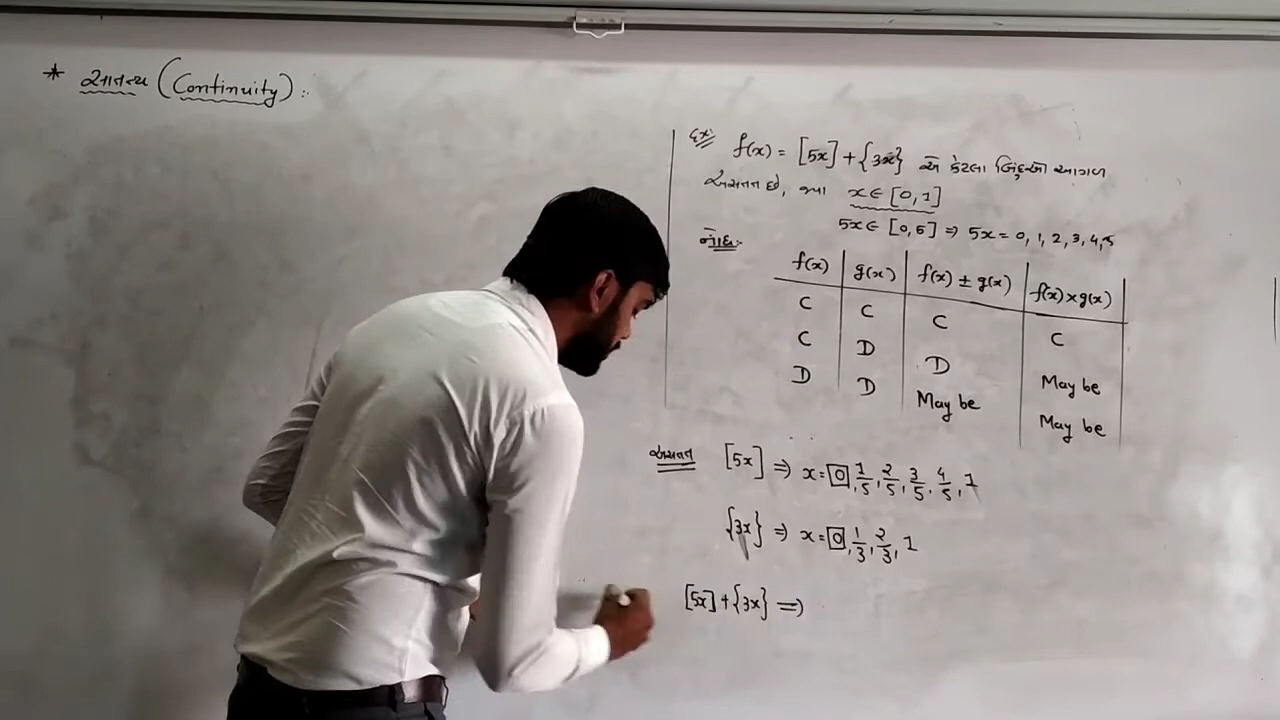 * સાતત્ય (Continuity) :
Ex: f(x) = [5x] + {3x} એ કેટલા બિંદુઓ આગળ
અસતત છે, જ્યાં x ∈ [0, 1]
5x ∈ [0, 5] ⇒ 5x = 0, 1, 2, 3, 4, 5
નોંધ:
f(x) g(x) f(x) ± g(x) f(x) × g(x)
C C C C
C D D May be
D D May be May be
અસતત [5x] ⇒ x = 0, 1/5, 2/5, 3/5, 4/5, 1
{3x} ⇒ x = 0, 1/3, 2/3, 1
[5x] + {3x} ⇒